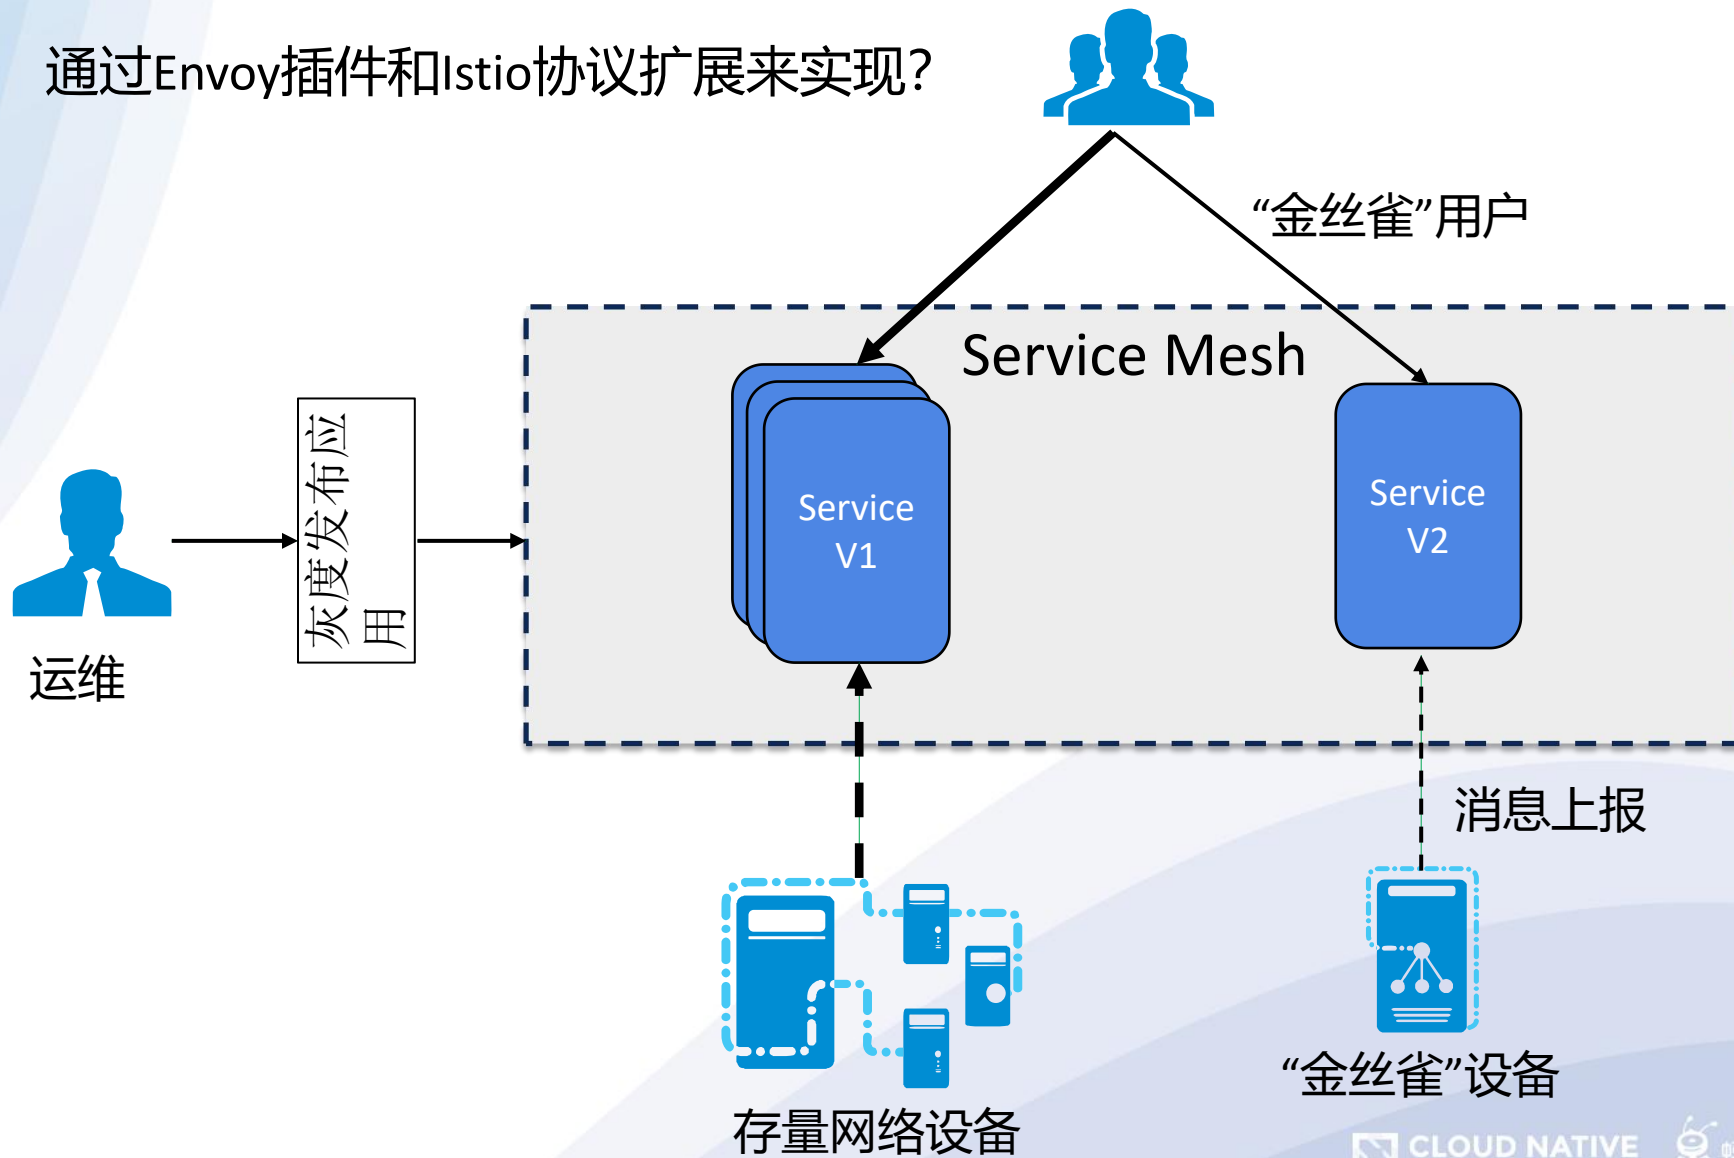 通过Envoy插件和Istio协议扩展来实现?
“金丝雀”用户
Service Mesh
灰度发布应
用
Service
V1
Service
V2
运维
消息上报
“金丝雀”设备
存量网络设备
CLOUD NATIVE